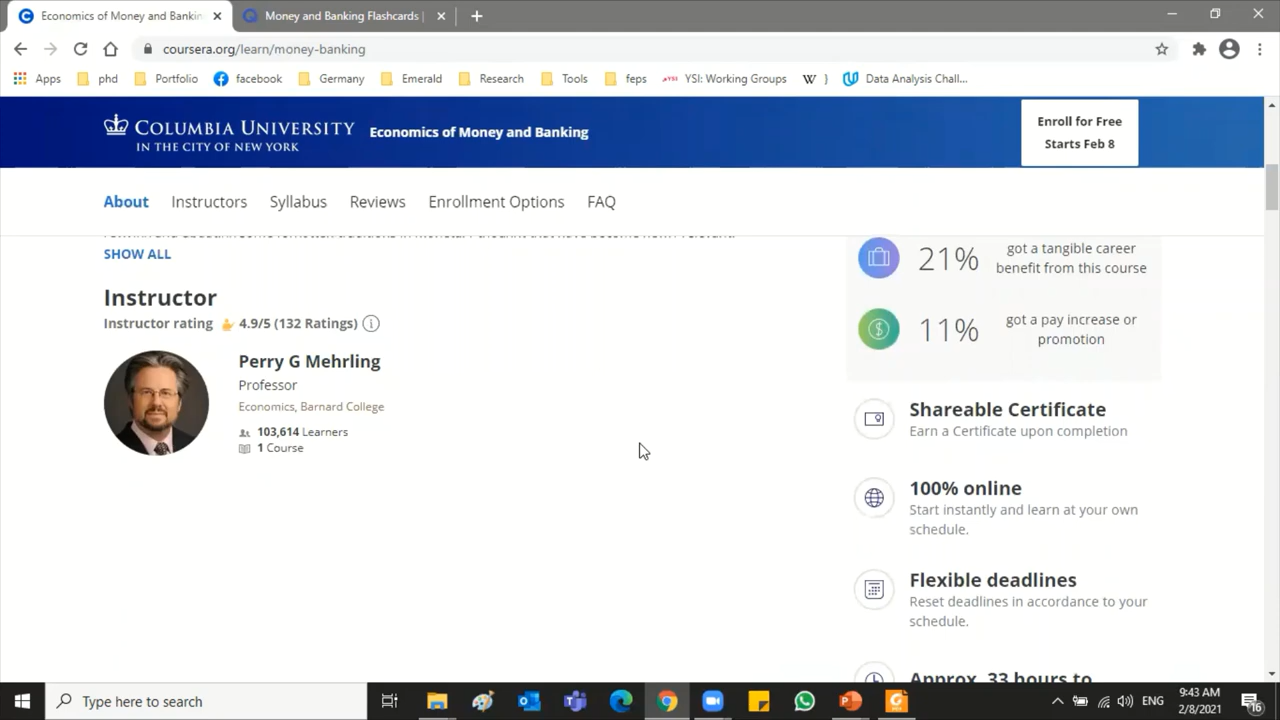 Economics of Money and Bankin
Money and Banking Flashcards |
coursera.org/learn/money-banking
Apps phd Portfolio facebook Germany Emerald Research Tools feps YSI: Working Groups } Data Analysis Chall...
COLUMBIA UNIVERSITY
IN THE CITY OF NEW YORK
Economics of Money and Banking
Enroll for Free
Starts Feb 8
About Instructors Syllabus Reviews Enrollment Options FAQ
SHOW ALL
Instructor
Instructor rating 4.9/5 (132 Ratings)
Perry G Mehrling
Professor
Economics, Barnard College
103,614 Learners
1 Course
21% got a tangible career
benefit from this course
11% got a pay increase or
promotion
Shareable Certificate
Earn a Certificate upon completion
100% online
Start instantly and learn at your own
schedule.
Flexible deadlines
Reset deadlines in accordance to your
schedule.
Approx. 33 hours to
Type here to search
ENG
9:43 AM
2/8/2021
16